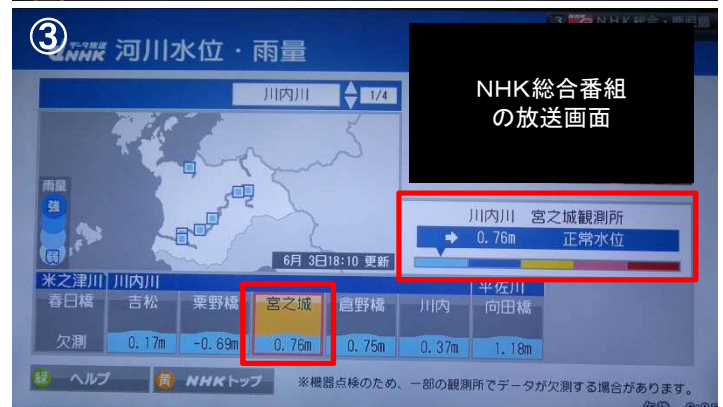 ③
データ放送
NHK 河川水位・雨量
川内川 1/4
NHK総合番組
の放送画面
雨量
強
弱
6月 3日18:10 更新
川内川 宮之城観測所
0.76m 正常水位
米之津川 川内川 平佐川
春日橋 吉松 栗野橋 宮之城 倉野橋 川内 向田橋
欠測 0.17m -0.69m 0.76m 0.75m 0.37m 1.18m
緑 ヘルプ 黄 NHKトップ ※機器点検のため、一部の観測所でデータが欠測する場合があります。